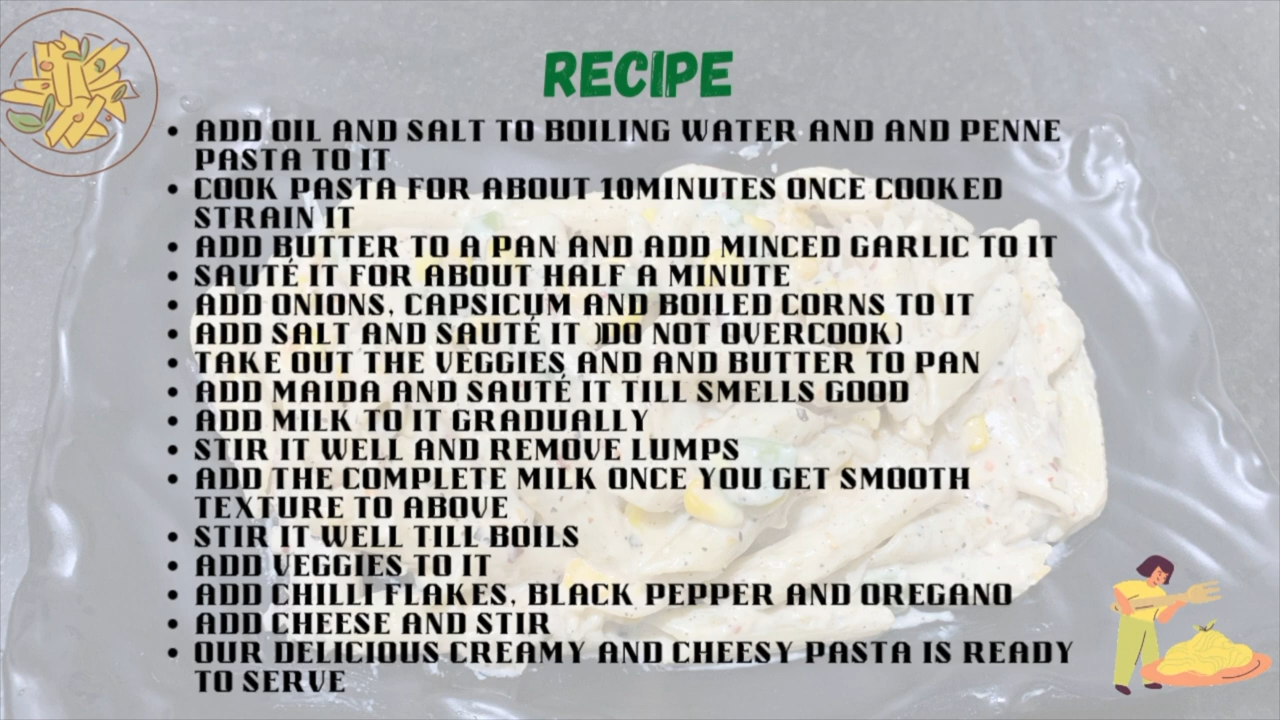 RECIPE
• ADD OIL AND SALT TO BOILING WATER AND AND PENNE
PASTA TO IT
• COOK PASTA FOR ABOUT 10MINUTES ONCE COOKED
STRAIN IT
• ADD BUTTER TO A PAN AND ADD MINCED GARLIC TO IT
• SAUTÉ IT FOR ABOUT HALF A MINUTE
• ADD ONIONS, CAPSICUM AND BOILED CORNS TO IT
• ADD SALT AND SAUTÉ IT )DO NOT OVERCOOK)
• TAKE OUT THE VEGGIES AND AND BUTTER TO PAN
• ADD MAIDA AND SAUTÉ IT TILL SMELLS GOOD
• ADD MILK TO IT GRADUALLY
• STIR IT WELL AND REMOVE LUMPS
• ADD THE COMPLETE MILK ONCE YOU GET SMOOTH
TEXTURE TO ABOVE
• STIR IT WELL TILL BOILS
• ADD VEGGIES TO IT
• ADD CHILLI FLAKES, BLACK PEPPER AND OREGANO
• ADD CHEESE AND STIR
• OUR DELICIOUS CREAMY AND CHEESY PASTA IS READY
TO SERVE